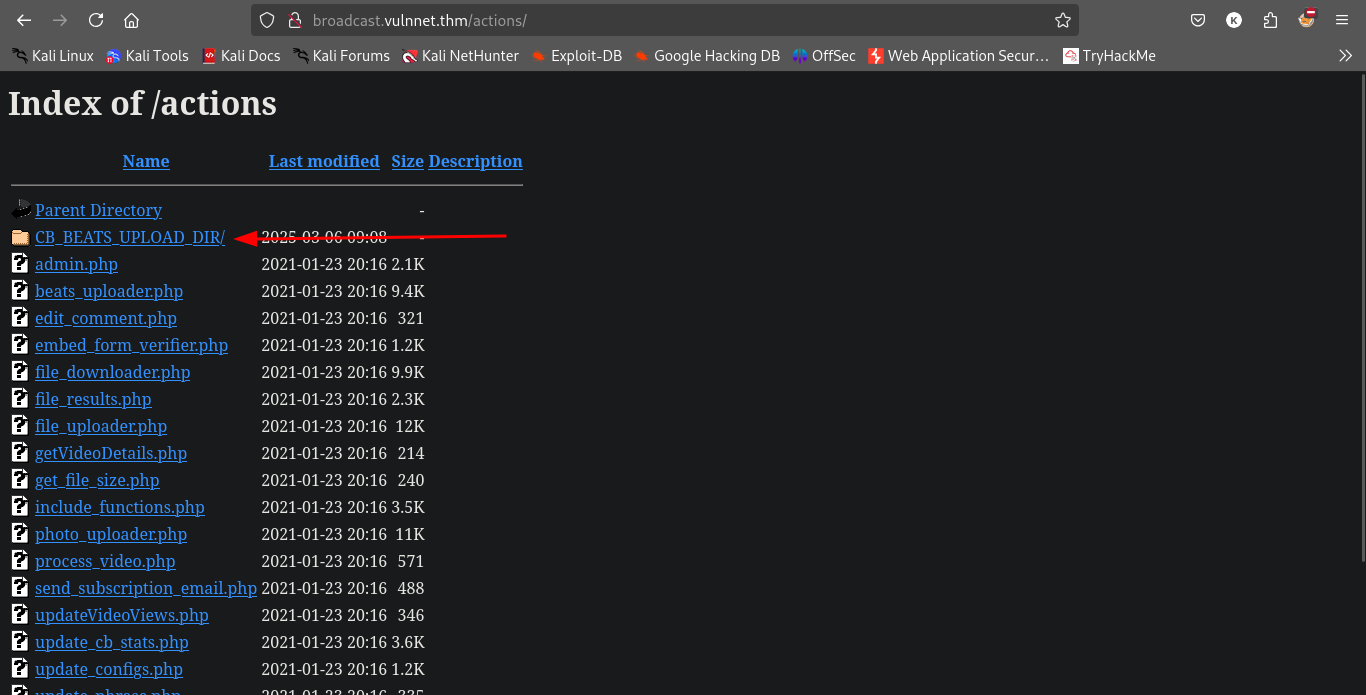 broadcast.vulnnet.thm/actions/
K
Kali Linux Kali Tools Kali Docs Kali Forums Kali NetHunter Exploit-DB Google Hacking DB OffSec Web Application Secur… TryHackMe
Index of /actions
Name Last modified Size Description
Parent Directory -
CB_BEATS_UPLOAD_DIR/ 2025-03-06 09:08 -
admin.php 2021-01-23 20:16 2.1K
beats_uploader.php 2021-01-23 20:16 9.4K
edit_comment.php 2021-01-23 20:16 321
embed_form_verifier.php 2021-01-23 20:16 1.2K
file_downloader.php 2021-01-23 20:16 9.9K
file_results.php 2021-01-23 20:16 2.3K
file_uploader.php 2021-01-23 20:16 12K
getVideoDetails.php 2021-01-23 20:16 214
get_file_size.php 2021-01-23 20:16 240
include_functions.php 2021-01-23 20:16 3.5K
photo_uploader.php 2021-01-23 20:16 11K
process_video.php 2021-01-23 20:16 571
send_subscription_email.php 2021-01-23 20:16 488
updateVideoViews.php 2021-01-23 20:16 346
update_cb_stats.php 2021-01-23 20:16 3.6K
update_configs.php 2021-01-23 20:16 1.2K
update_phrase.php 2021-01-23 20:16 335